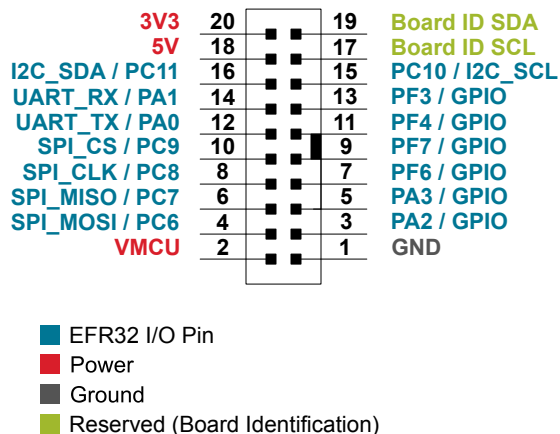 3V3 20 19 Board ID SDA
5V 18 17 Board ID SCL
I2C_SDA / PC11 16 15 PC10 / I2C_SCL
UART_RX / PA1 14 13 PF3 / GPIO
UART_TX / PA0 12 11 PF4 / GPIO
SPI_CS / PC9 10 9 PF7 / GPIO
SPI_CLK / PC8 8 7 PF6 / GPIO
SPI_MISO / PC7 6 5 PA3 / GPIO
SPI_MOSI / PC6 4 3 PA2 / GPIO
VMCU 2 1 GND
EFR32 I/O Pin
Power
Ground
Reserved (Board Identification)